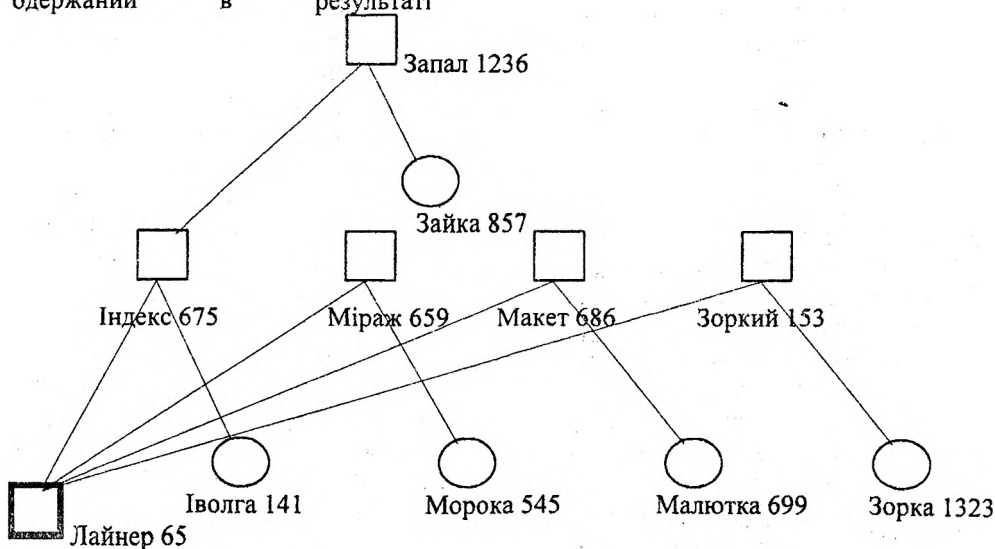 одержаний в результаті
Запал 1236
Зайка 857
Індекс 675 Міраж 659 Макет 686 Зоркий 153
Іволга 141 Морока 545 Малютка 699 Зорка 1323
Лайнер 65